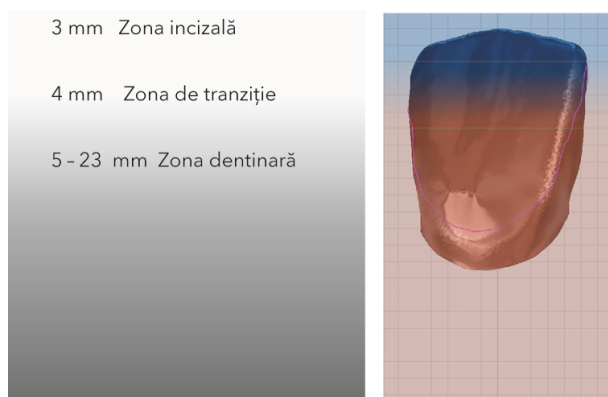 3 mm Zona incizală
4 mm Zona de tranziție
5 – 23 mm Zona dentinară